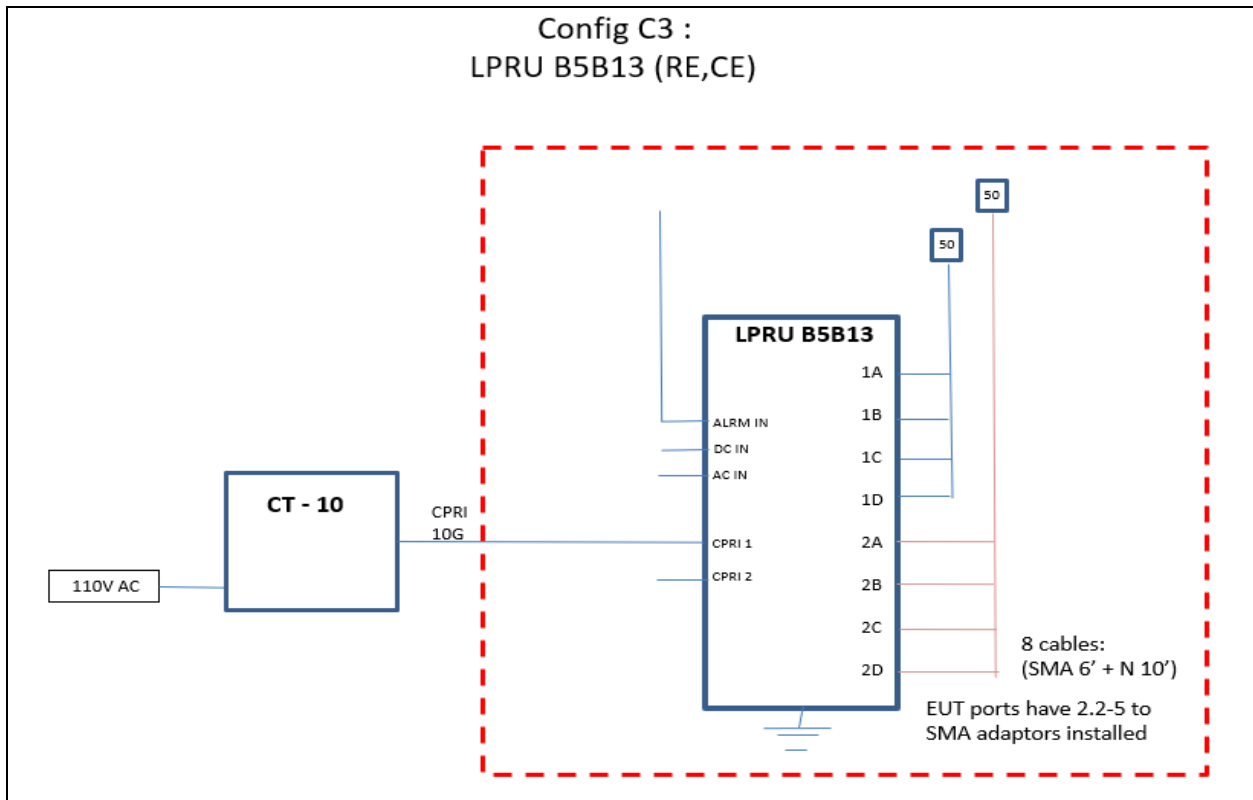 Config C3 :
LPRU B5B13 (RE,CE)
50
50
LPRU B5B13
1A
1B
1C
1D
2A
2B
2C
2D
ALRM IN
DC IN
AC IN
CPRI 1
CPRI 2
CT - 10
CPRI
10G
110V AC
8 cables:
(SMA 6’ + N 10’)
EUT ports have 2.2-5 to
SMA adaptors installed